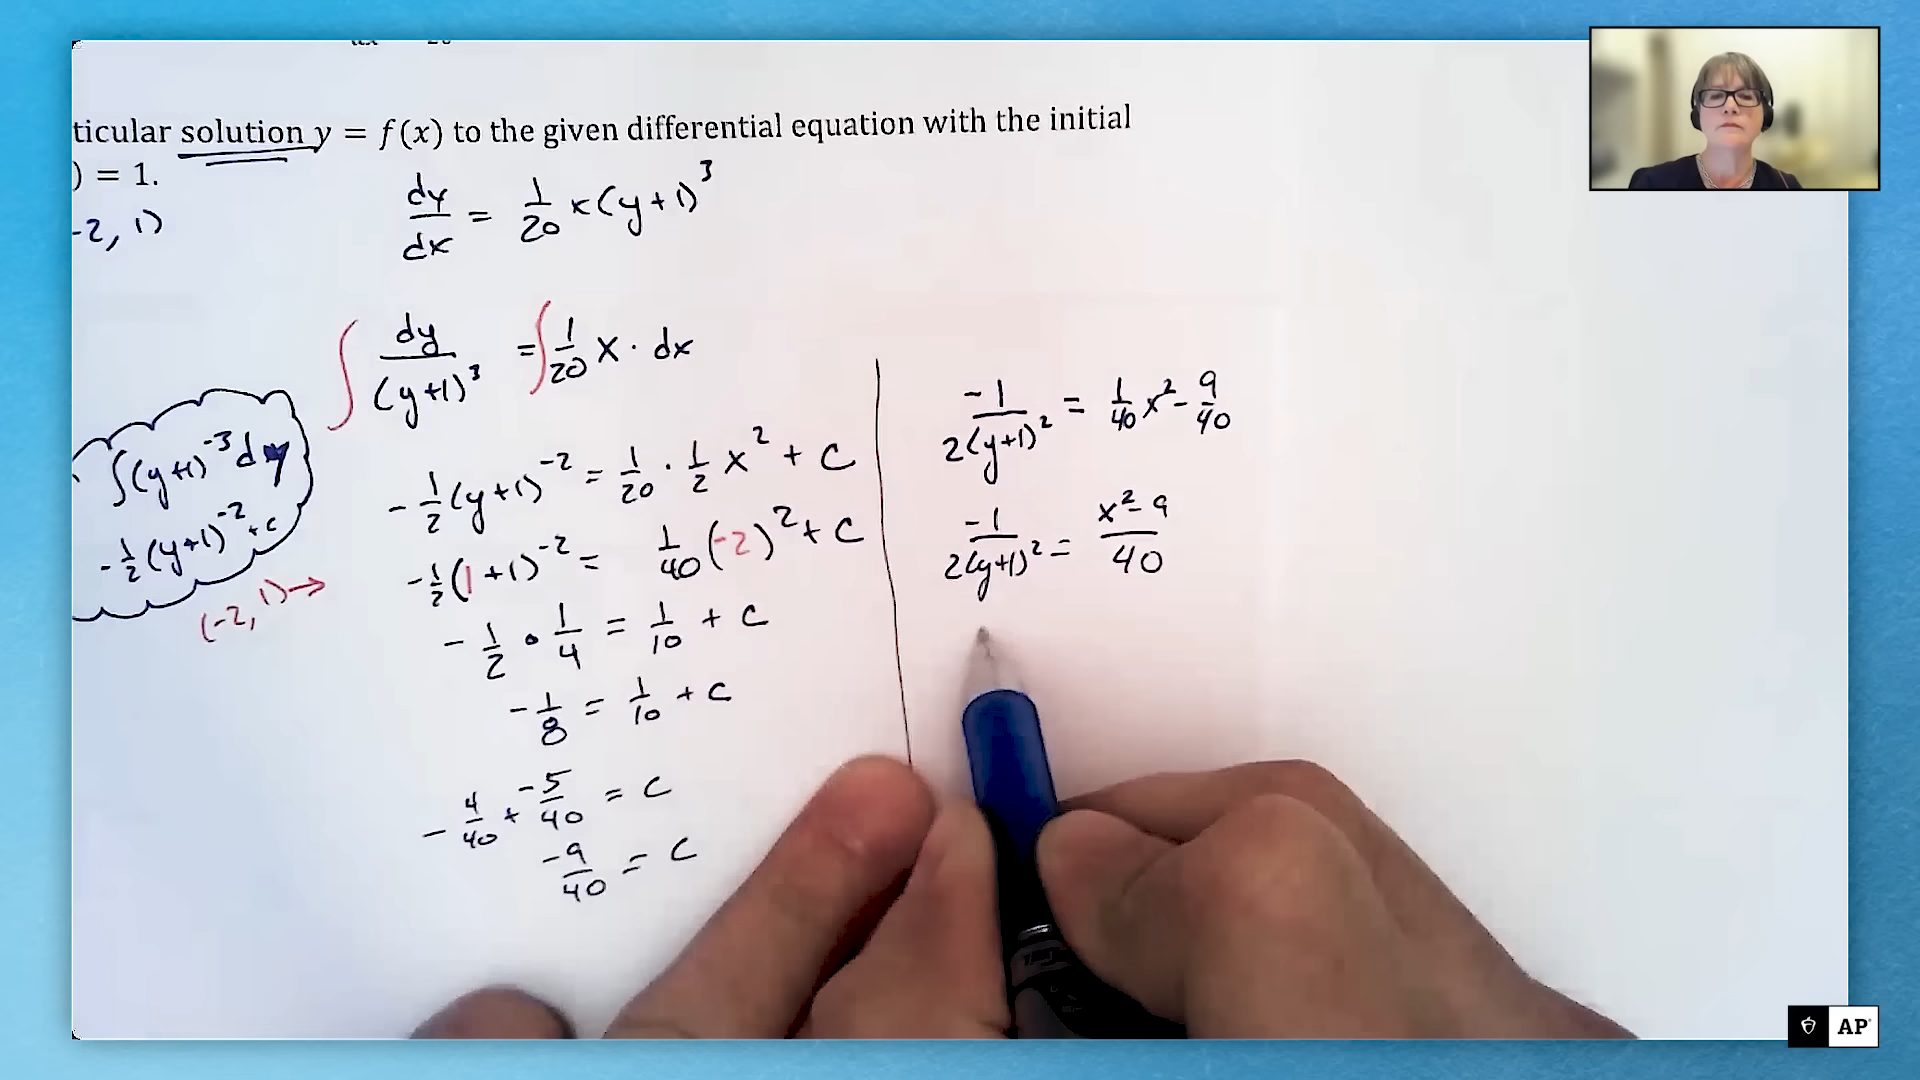 ticular solution y = f(x) to the given differential equation with the initial
) = 1.
-2, 1)
dy/dx = 1/20 x(y+1)³
∫ dy/(y+1)³ = ∫ 1/20 x · dx
∫(y+1)⁻³ dy
-1/2 (y+1)⁻² + c
(-2, 1) →
-1/2 (y+1)⁻² = 1/20 · 1/2 x² + C
-1/2 (1+1)⁻² = 1/40 (-2)² + C
-1/2 · 1/4 = 1/10 + C
-1/8 = 1/10 + C
-4/40 + -5/40 = C
-9/40 = C
-1/2(y+1)² = 1/40 x² - 9/40
-1/2(y+1)² = x²-9/40
AP